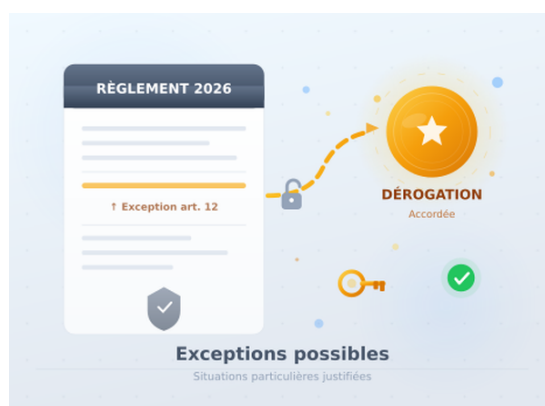 RÈGLEMENT 2026
↑ Exception art. 12
DÉROGATION
Accordée
Exceptions possibles
Situations particulières justifiées